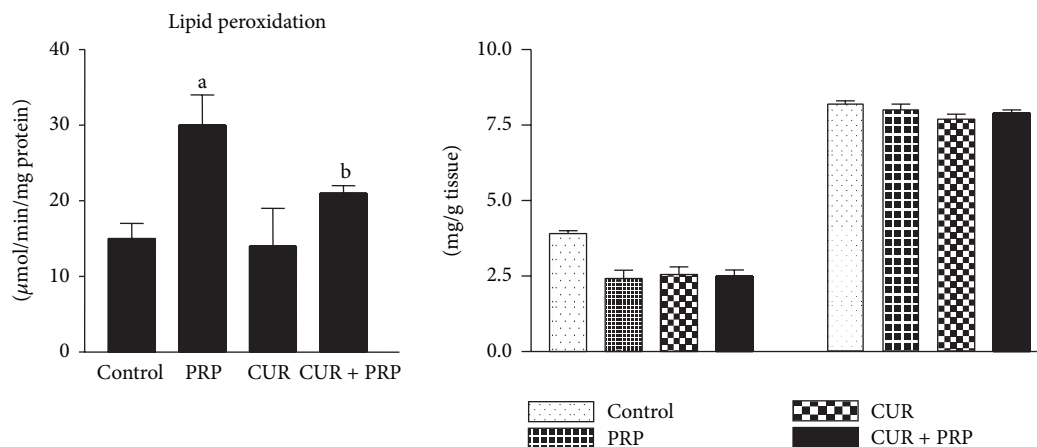 Lipid peroxidation
40
30
20
10
0
(μmol/min/mg protein)
a
b
Control PRP CUR CUR + PRP
10.0
7.5
5.0
2.5
0.0
(mg/g tissue)
Control
PRP
CUR
CUR + PRP